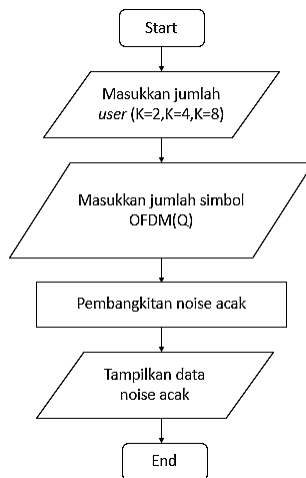 Start
Masukkan jumlah
user (K=2,K=4,K=8)
Masukkan jumlah simbol
OFDM(Q)
Pembangkitan noise acak
Tampilkan data
noise acak
End